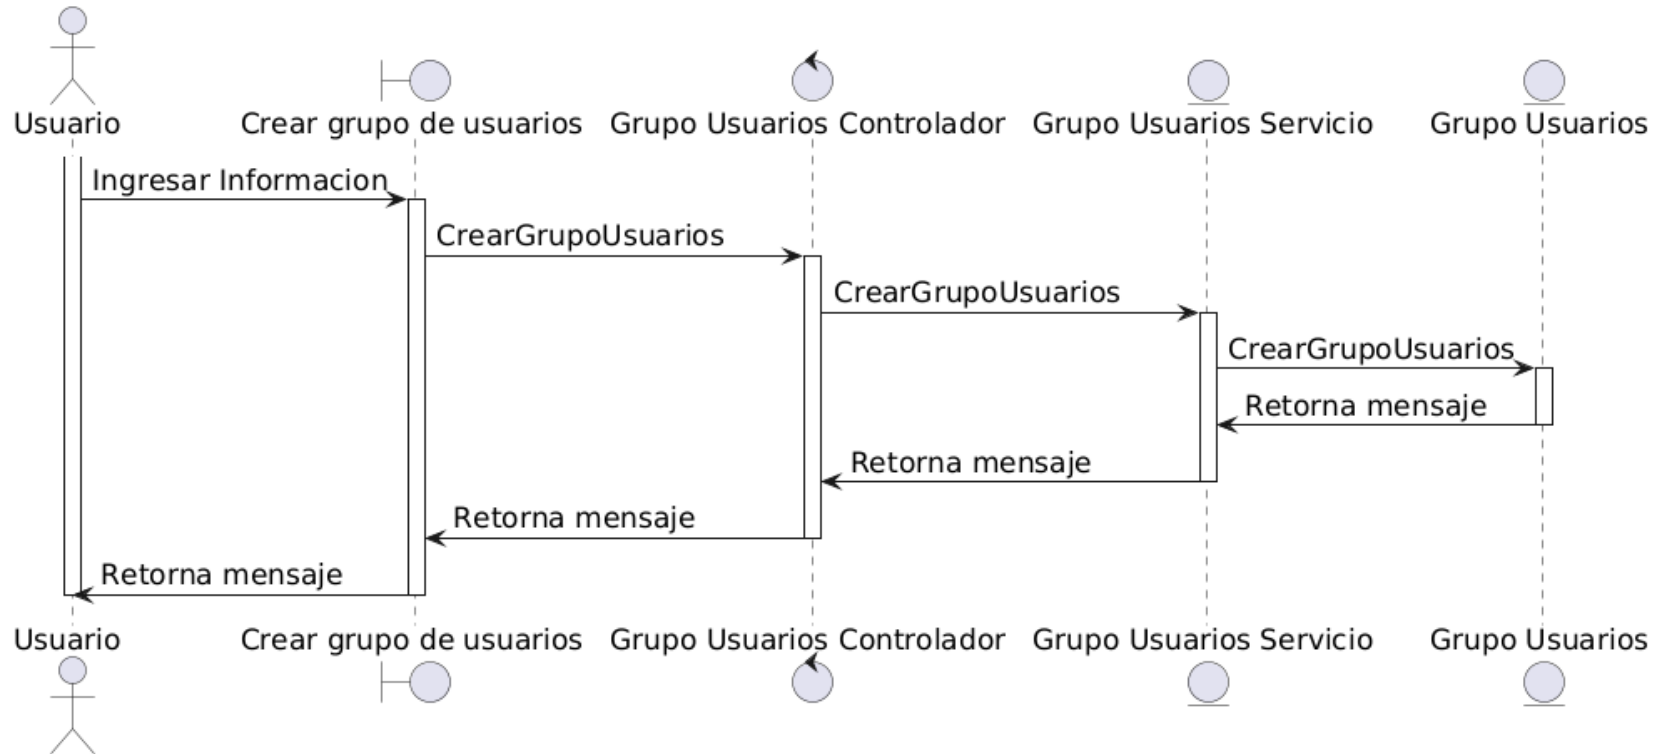 Usuario
Crear grupo de usuarios
Grupo Usuarios Controlador
Grupo Usuarios Servicio
Grupo Usuarios
Ingresar Informacion
CrearGrupoUsuarios
CrearGrupoUsuarios
CrearGrupoUsuarios
Retorna mensaje
Retorna mensaje
Retorna mensaje
Retorna mensaje
Usuario
Crear grupo de usuarios
Grupo Usuarios Controlador
Grupo Usuarios Servicio
Grupo Usuarios